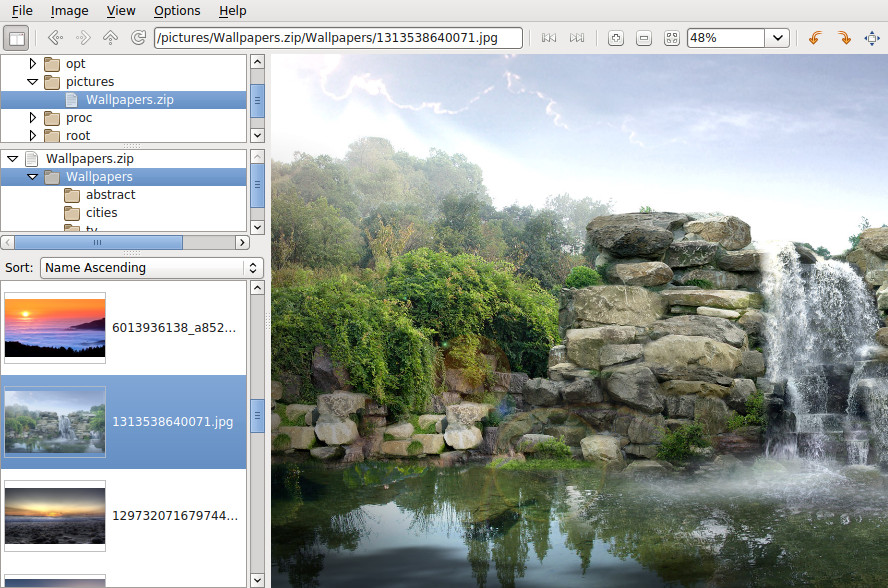 File Image View Options Help
/pictures/Wallpapers.zip/Wallpapers/1313538640071.jpg 48%
opt
pictures
Wallpapers.zip
proc
root
Wallpapers.zip
Wallpapers
abstract
cities
tv
Sort: Name Ascending
6013936138_a852...
1313538640071.jpg
129732071679744...